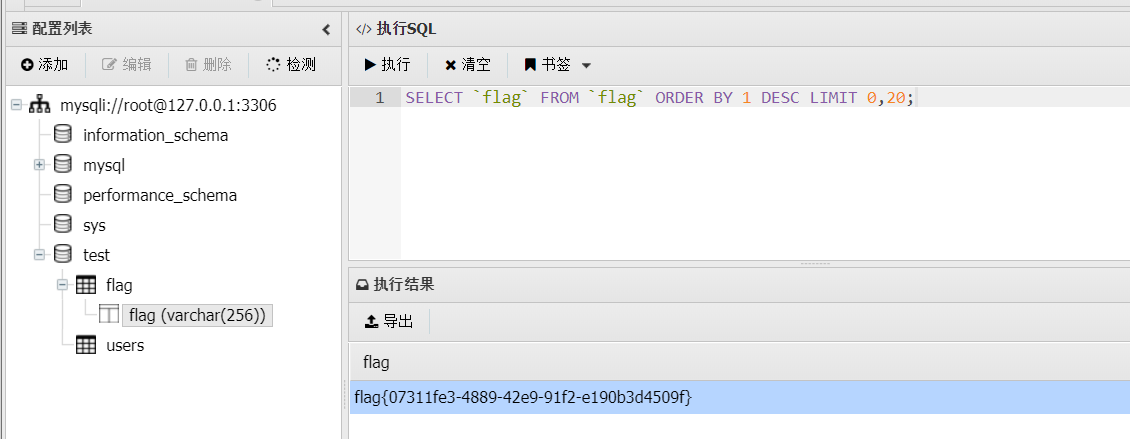 配置列表
添加 编辑 删除 检测
mysqli://root@127.0.0.1:3306
information_schema
mysql
performance_schema
sys
test
flag
flag (varchar(256))
users
</> 执行SQL
执行 清空 书签
1 SELECT `flag` FROM `flag` ORDER BY 1 DESC LIMIT 0,20;
执行结果
导出
flag
flag{07311fe3-4889-42e9-91f2-e190b3d4509f}